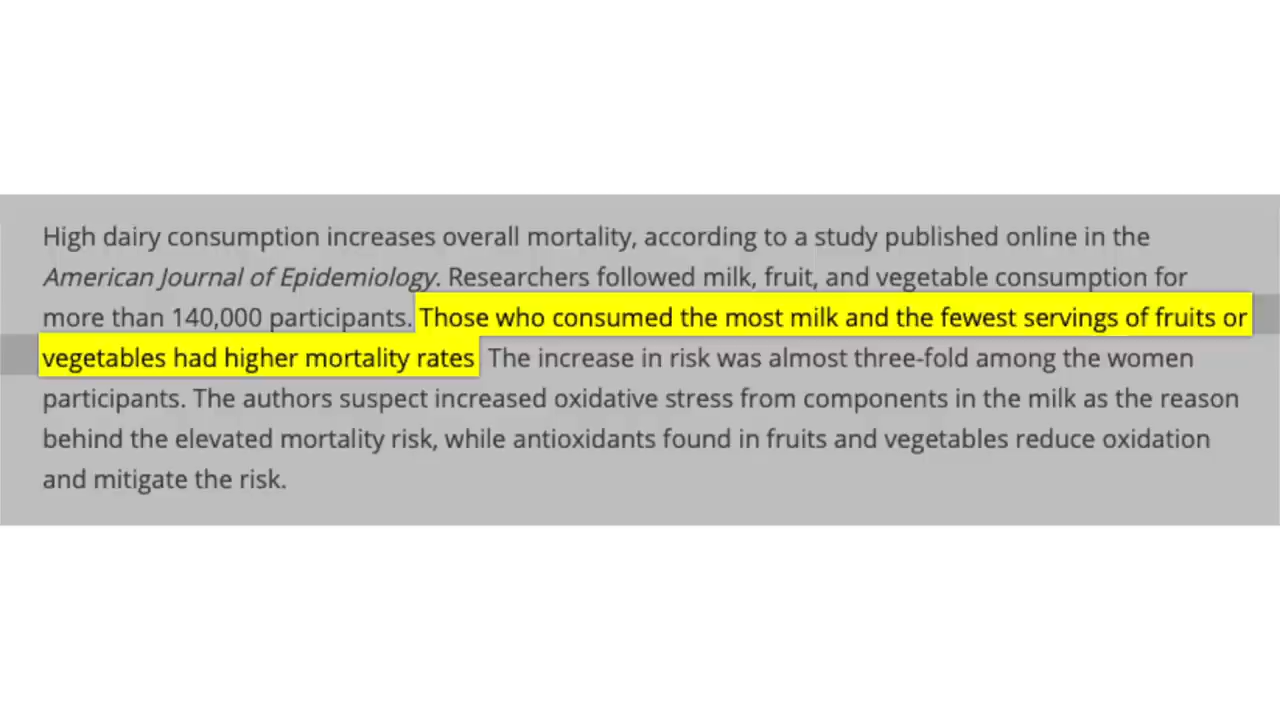 High dairy consumption increases overall mortality, according to a study published online in the
American Journal of Epidemiology. Researchers followed milk, fruit, and vegetable consumption for
more than 140,000 participants. Those who consumed the most milk and the fewest servings of fruits or
vegetables had higher mortality rates The increase in risk was almost three-fold among the women
participants. The authors suspect increased oxidative stress from components in the milk as the reason
behind the elevated mortality risk, while antioxidants found in fruits and vegetables reduce oxidation
and mitigate the risk.